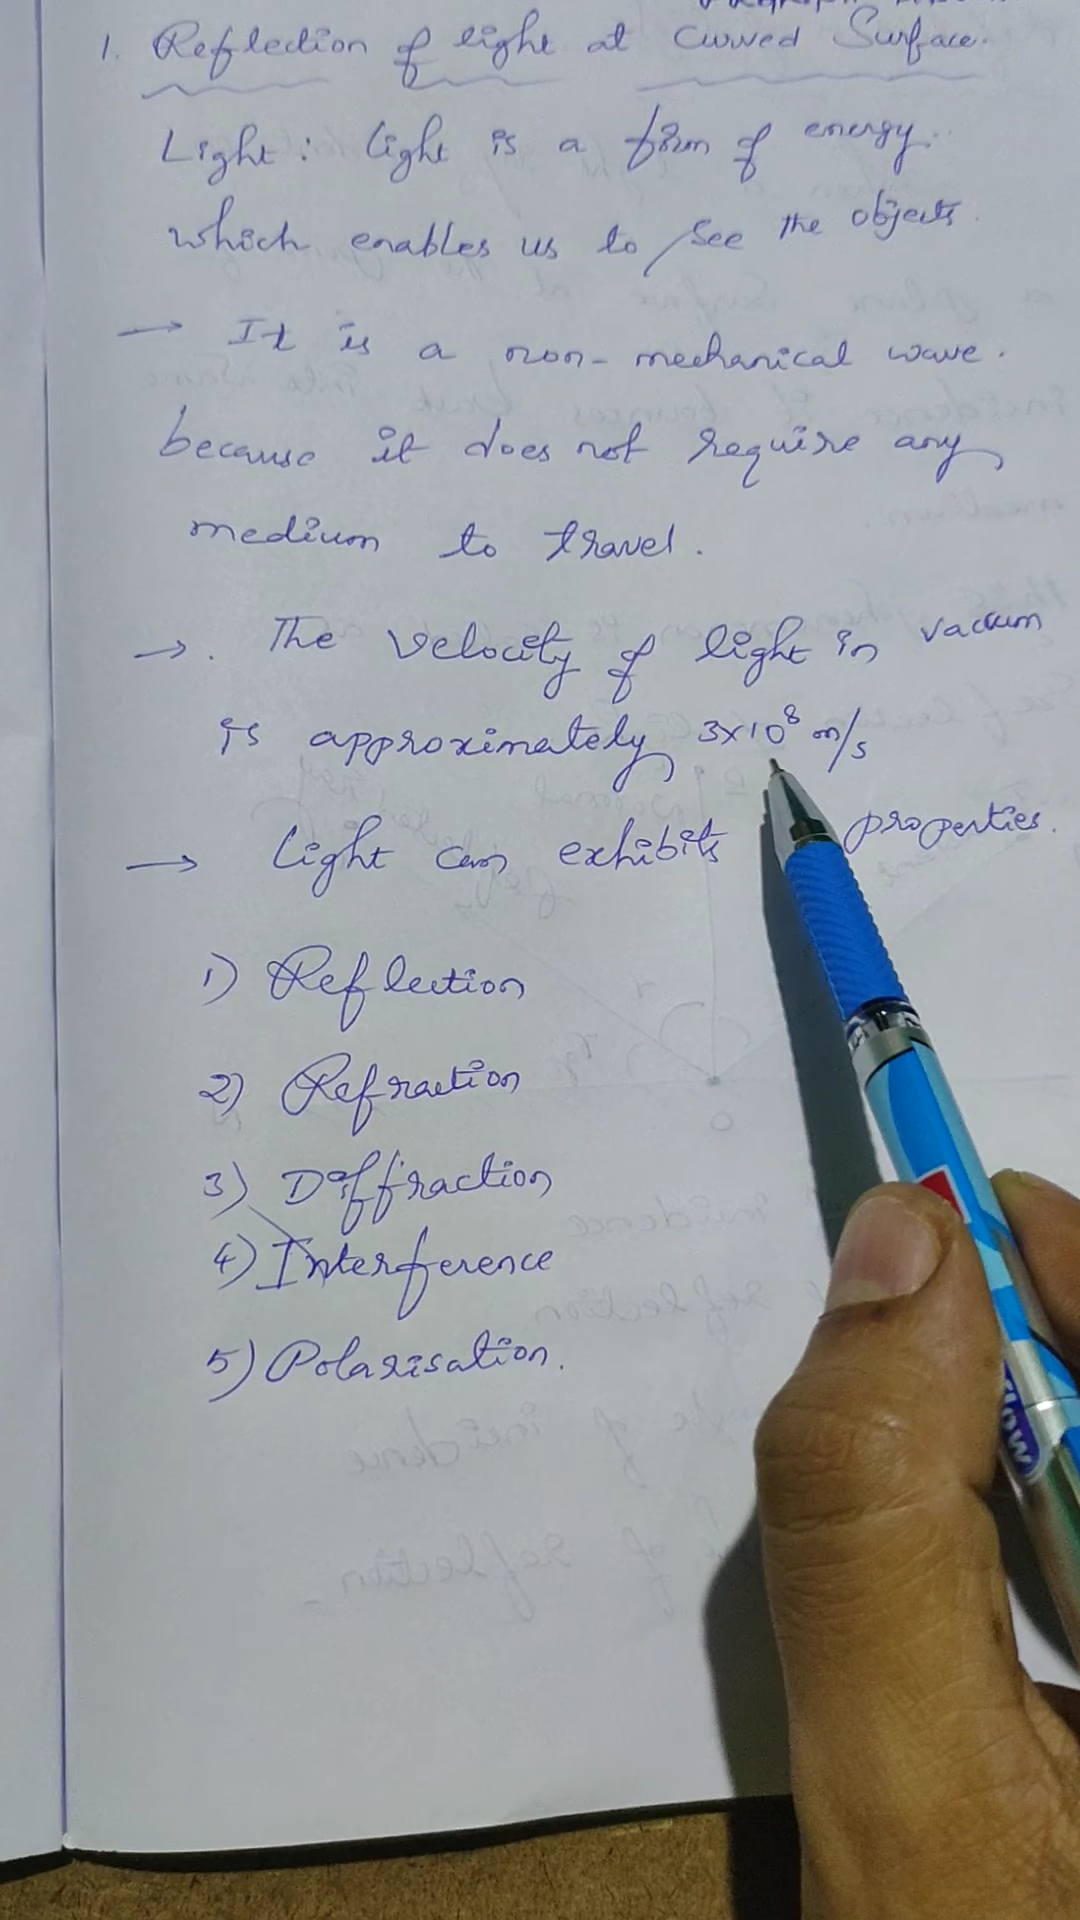 1. Reflection of light at curved Surface.
Light: light is a form of energy.
which enables us to see the objects.
→ It is a non-mechanical wave.
because it does not require any
medium to travel.
→. The velocity of light in vacuum
is approximately 3x10⁸ m/s
→ Light can exhibits properties.
1) Reflection
2) Refraction
3) Diffraction
4) Interference
5) Polarisation.
flow